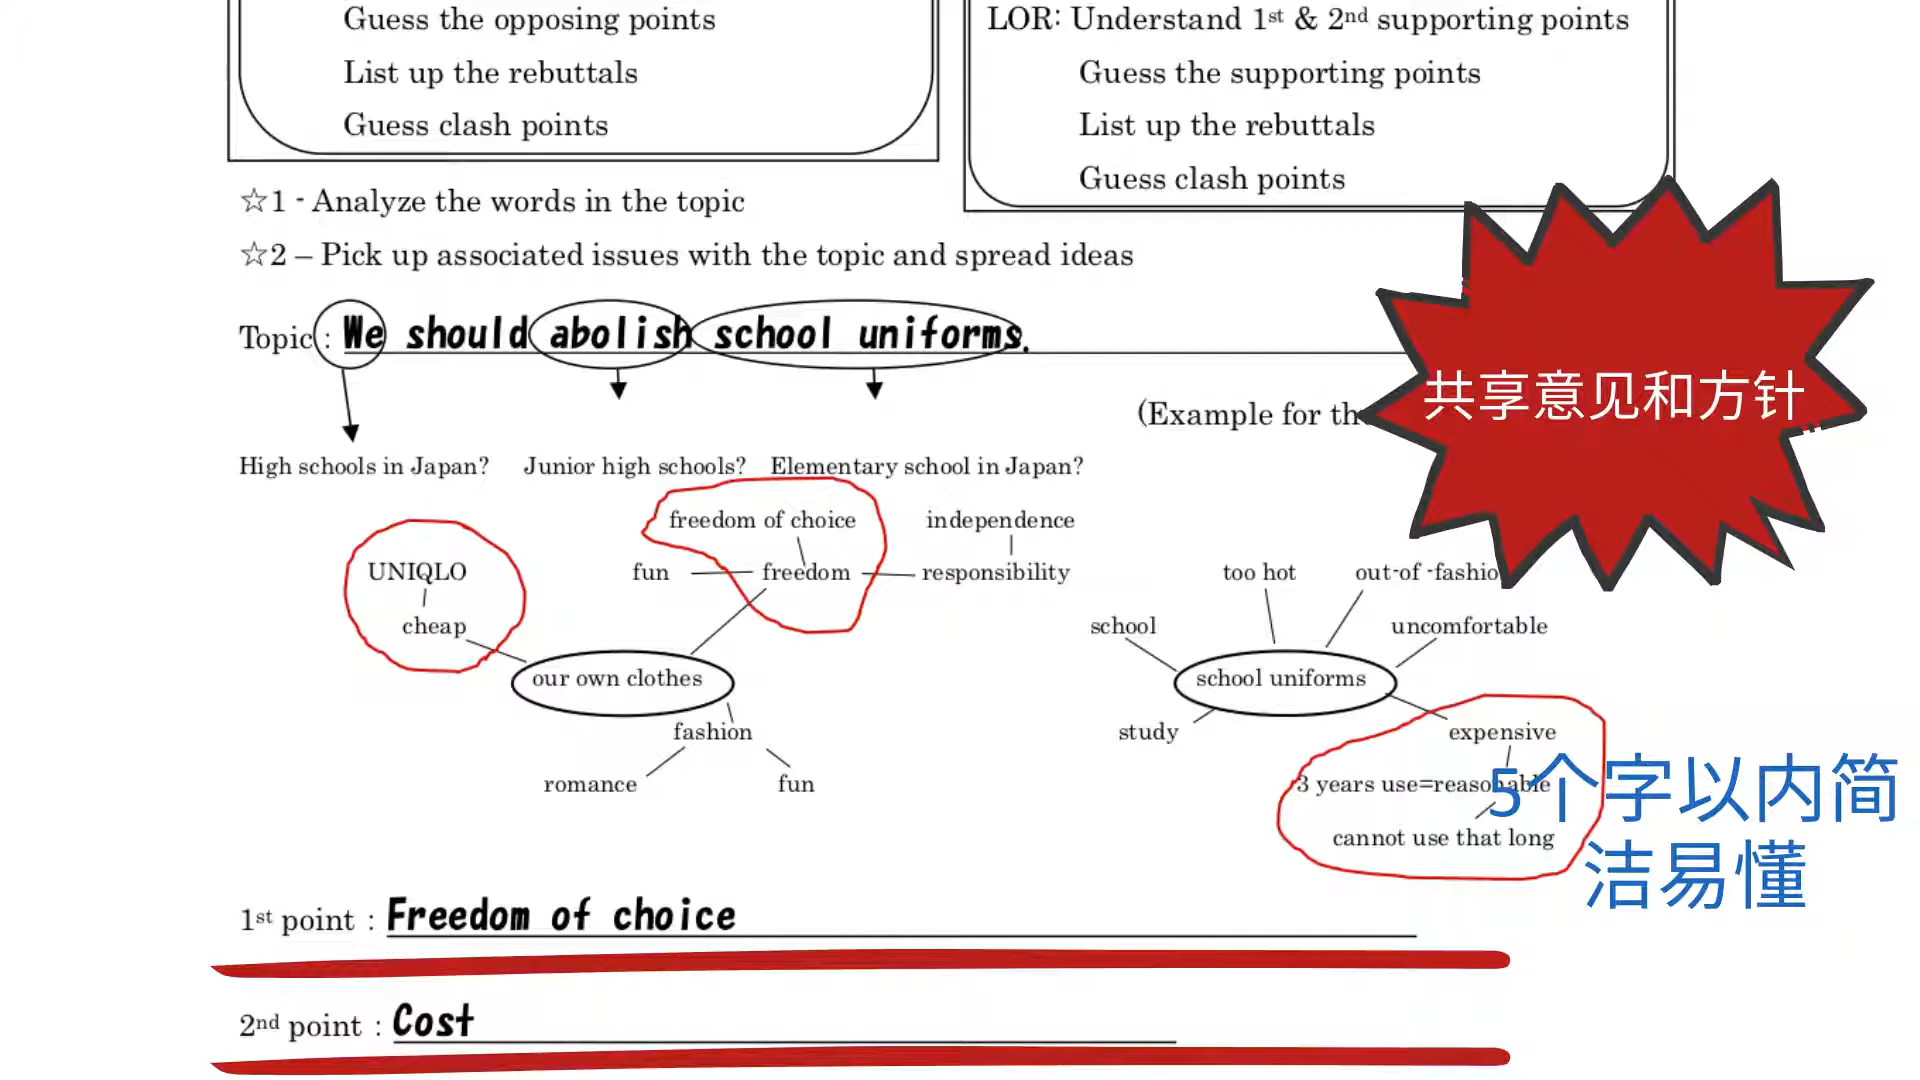 Guess the opposing points
List up the rebuttals
Guess clash points
LOR: Understand 1st & 2nd supporting points
Guess the supporting points
List up the rebuttals
Guess clash points
☆1 - Analyze the words in the topic
☆2 – Pick up associated issues with the topic and spread ideas
Topic : We should abolish school uniforms.
共享意见和方针
(Example for
High schools in Japan? Junior high schools? Elementary school in Japan?
freedom of choice independence
UNIQLO fun freedom responsibility
cheap
our own clothes
fashion
romance fun
too hot out-of -fashio
school uncomfortable
school uniforms
study expensive
3 years use=reasonable
cannot use that long
5个字以内简
洁易懂
1st point : Freedom of choice
2nd point : Cost